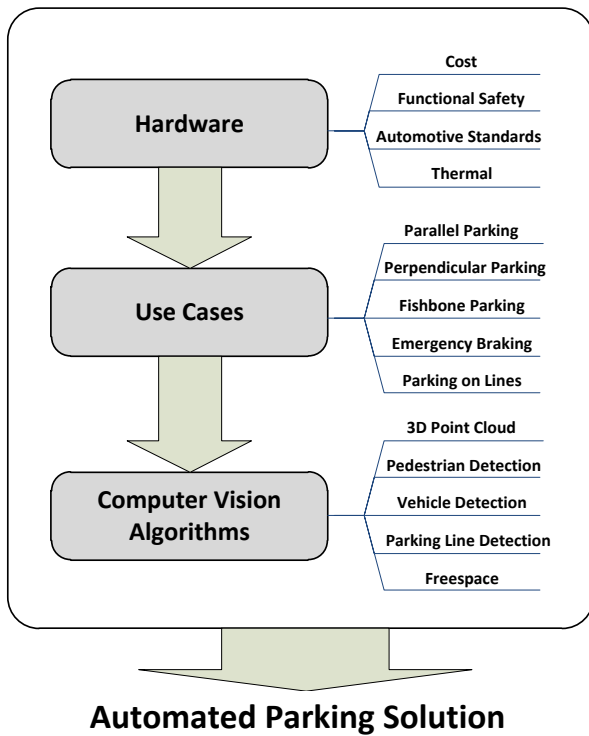 Hardware
Cost
Functional Safety
Automotive Standards
Thermal
Use Cases
Parallel Parking
Perpendicular Parking
Fishbone Parking
Emergency Braking
Parking on Lines
Computer Vision
Algorithms
3D Point Cloud
Pedestrian Detection
Vehicle Detection
Parking Line Detection
Freespace
Automated Parking Solution